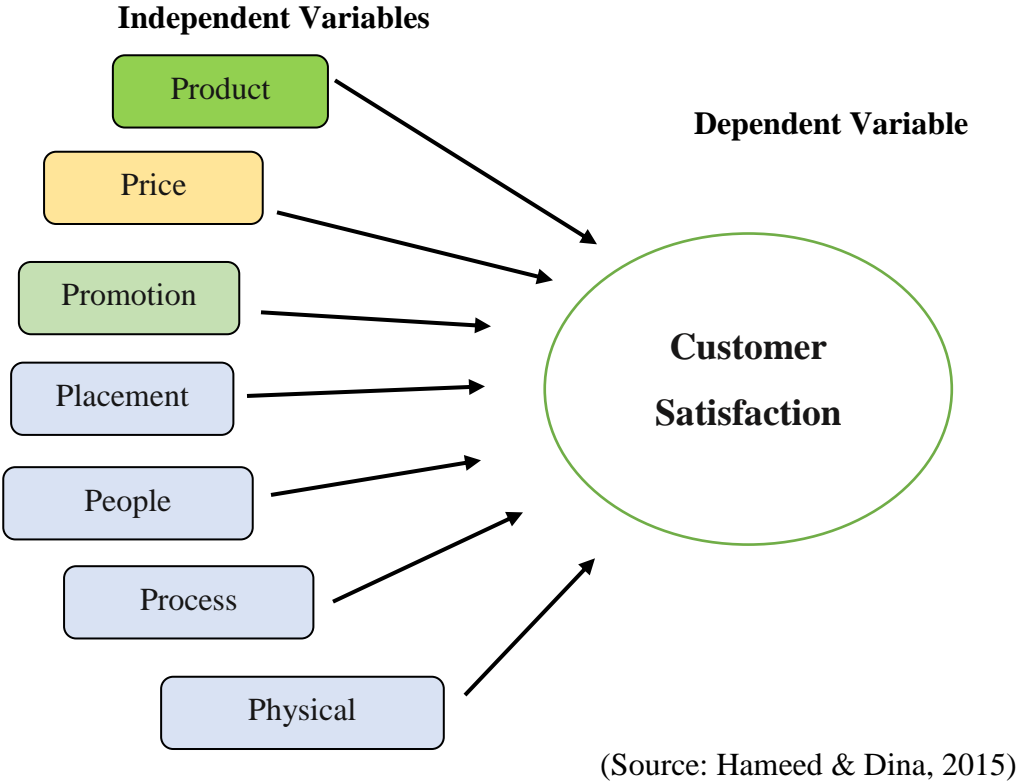 Independent Variables
Product
Dependent Variable
Price
Promotion
Placement
People
Process
Physical
Customer
Satisfaction
(Source: Hameed & Dina, 2015)